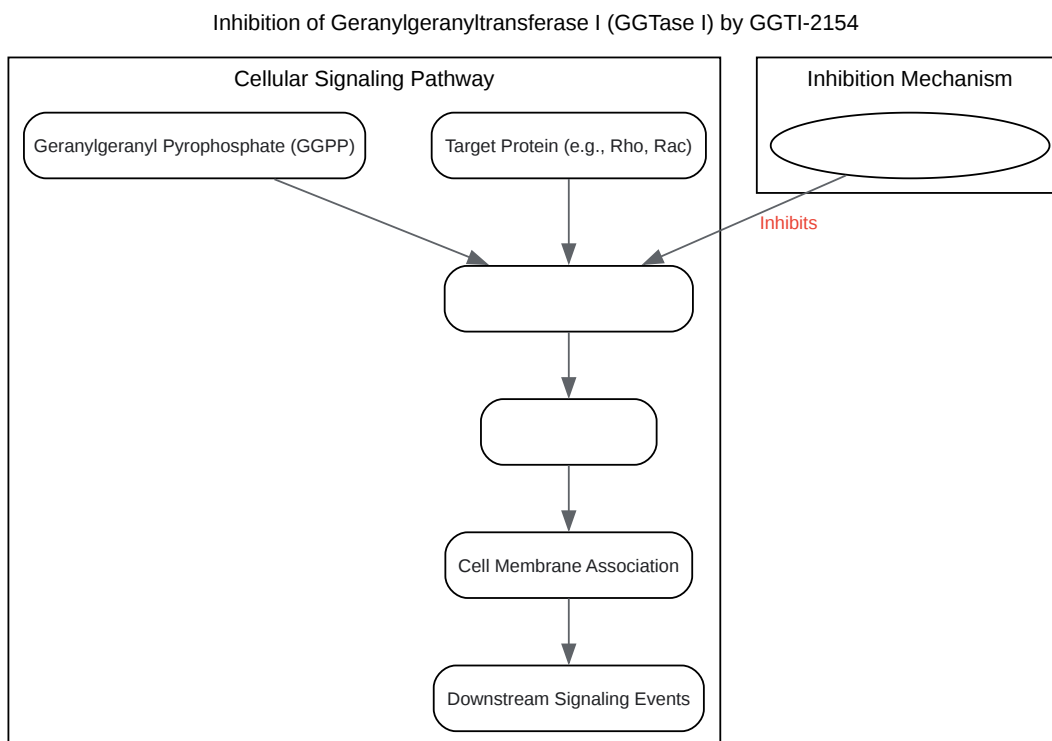 Inhibition of Geranylgeranyltransferase I (GGTase I) by GGTI-2154
Cellular Signaling Pathway
Inhibition Mechanism
Geranylgeranyl Pyrophosphate (GGPP)
Target Protein (e.g., Rho, Rac)
Inhibits
Cell Membrane Association
Downstream Signaling Events